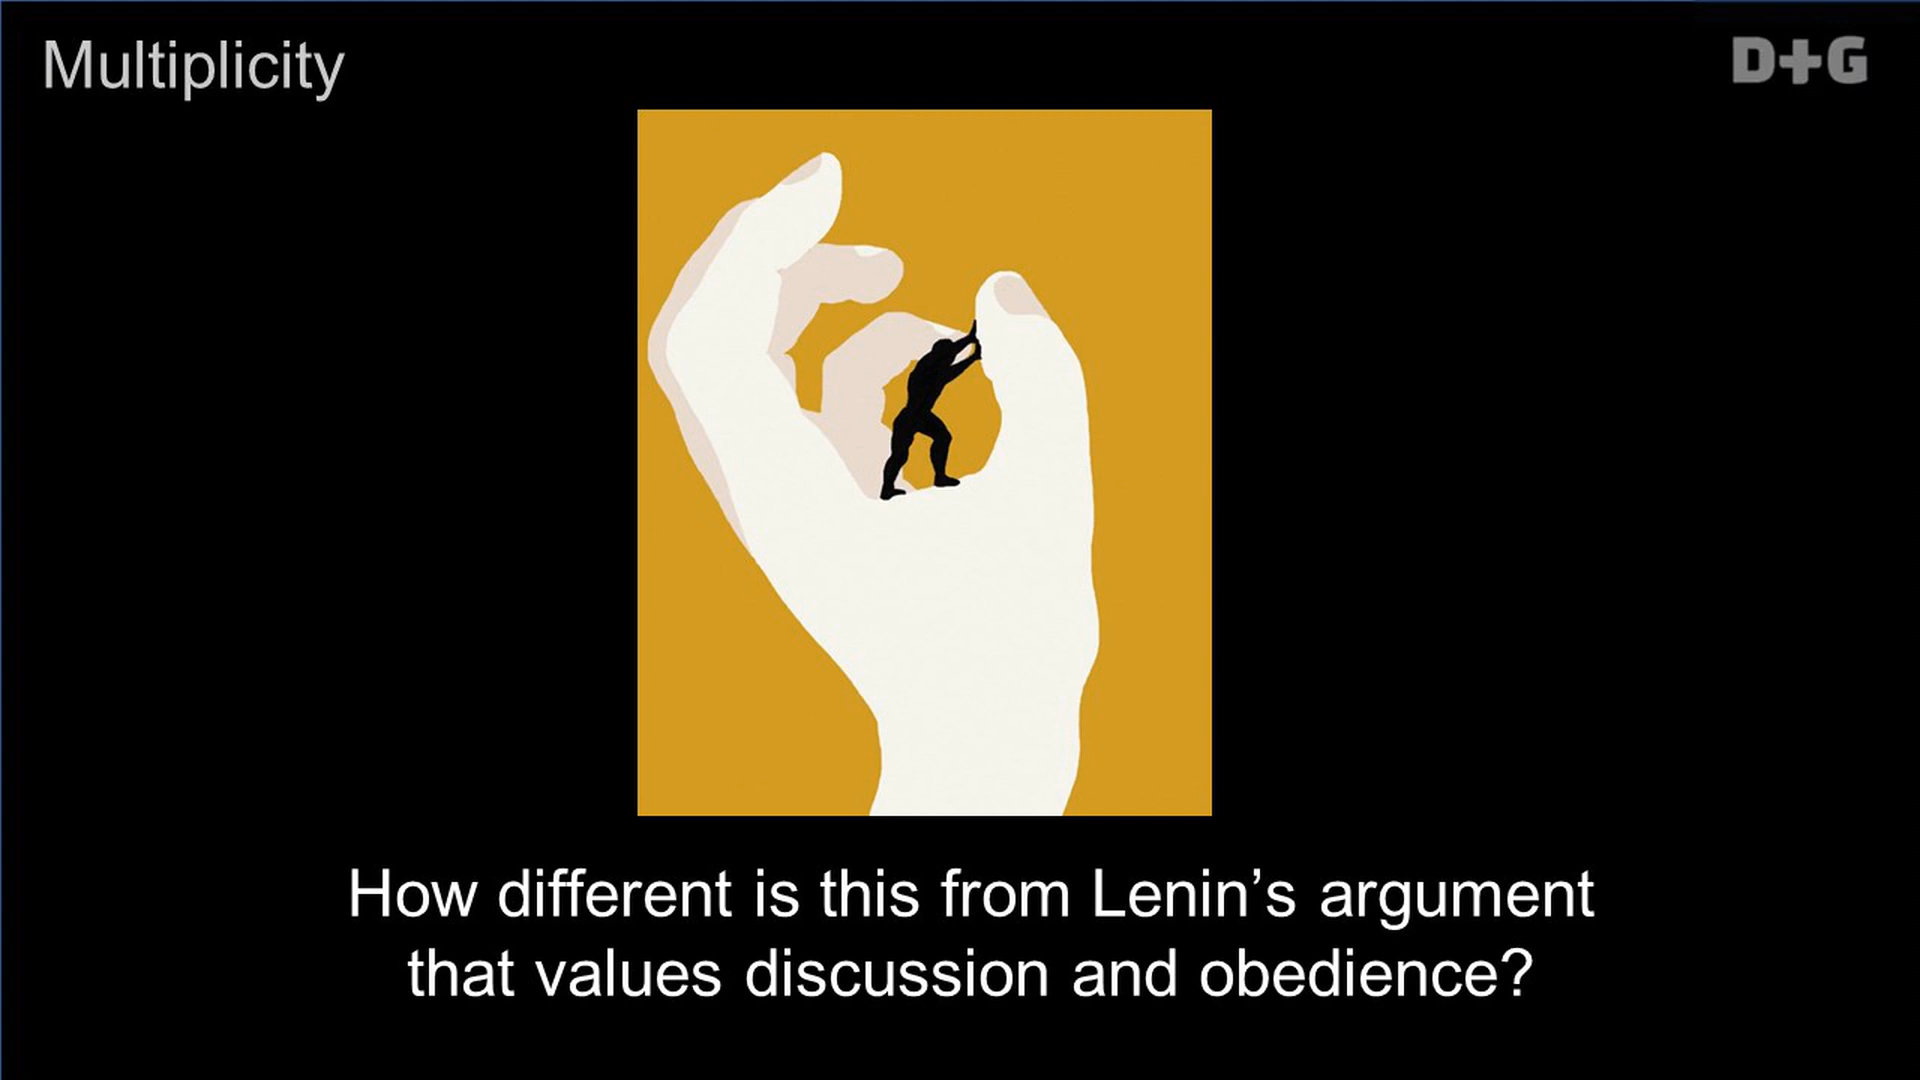 Multiplicity
D+G
How different is this from Lenin’s argument
that values discussion and obedience?